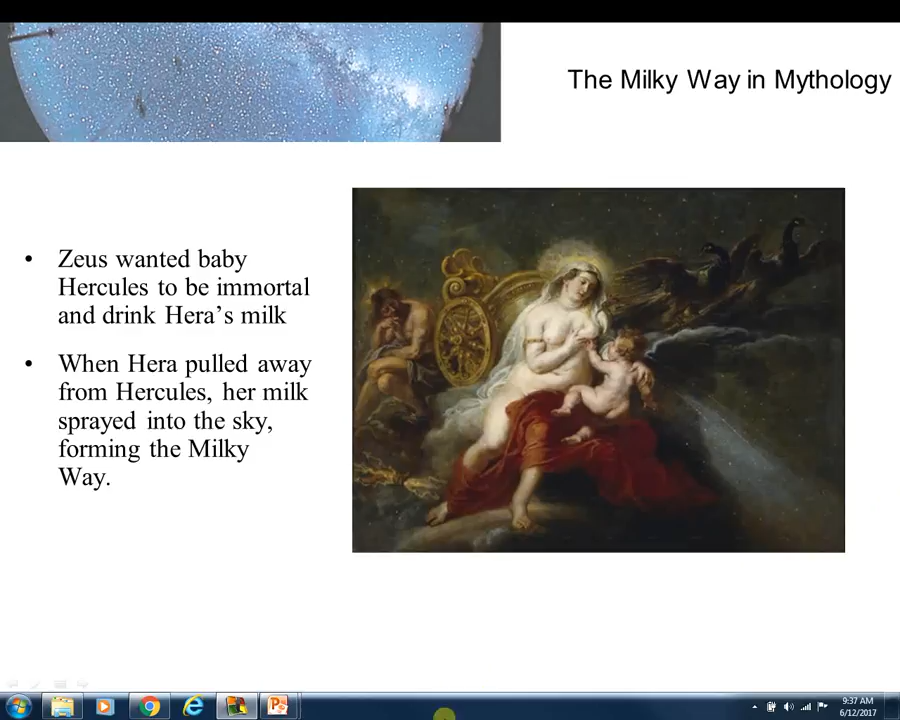 The Milky Way in Mythology
• Zeus wanted baby
Hercules to be immortal
and drink Hera’s milk
• When Hera pulled away
from Hercules, her milk
sprayed into the sky,
forming the Milky
Way.
9:37 AM
6/12/2017